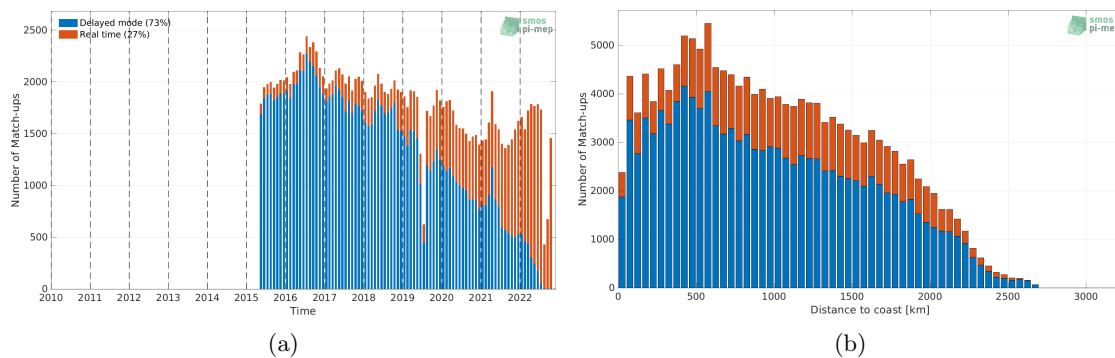 Delayed mode (73%)
Real time (27%)
smos
pi-mep
Number of Match-ups
2500
2000
1500
1000
500
0
2010 2011 2012 2013 2014 2015 2016 2017 2018 2019 2020 2021 2022
Time
(a)
smos
pi-mep
Number of Match-ups
5000
4000
3000
2000
1000
0
0 500 1000 1500 2000 2500 3000
Distance to coast [km]
(b)